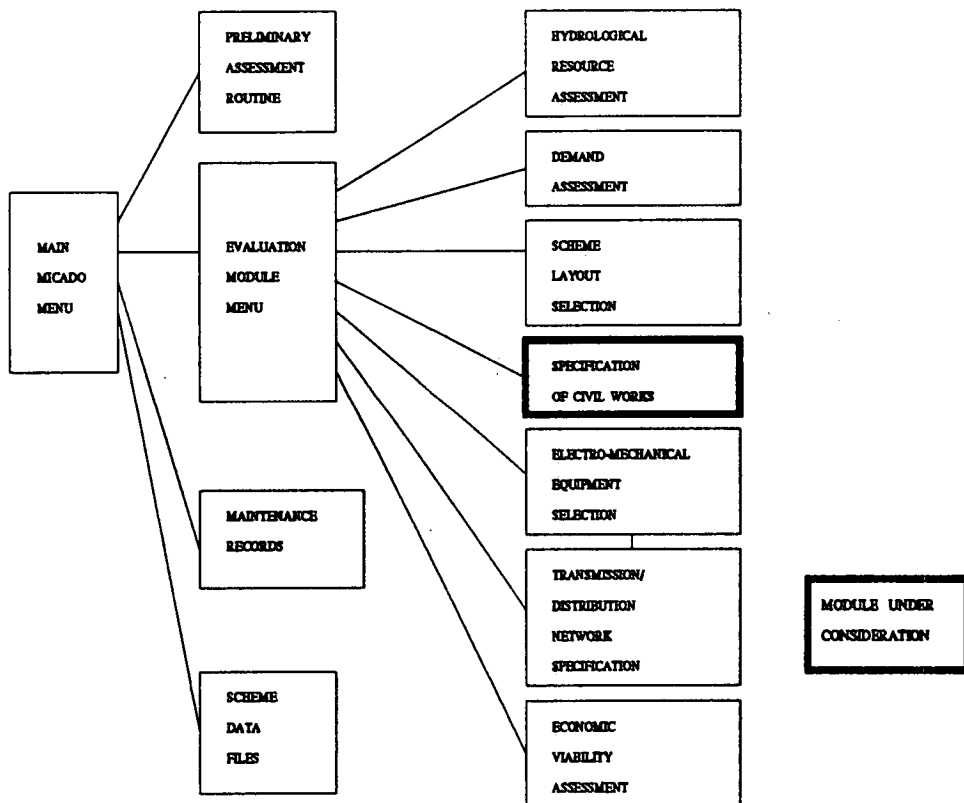 PRELIMINARY
ASSESSMENT
ROUTINE
MAIN
MICADO
MENU
EVALUATION
MODULE
MENU
MAINTENANCE
RECORDS
SCHEME
DATA
FILES
HYDROLOGICAL
RESOURCE
ASSESSMENT
DEMAND
ASSESSMENT
SCHEME
LAYOUT
SELECTION
SPECIFICATION
OF CIVIL WORKS
ELECTRO-MECHANICAL
EQUIPMENT
SELECTION
TRANSMISSION/
DISTRIBUTION
NETWORK
SPECIFICATION
ECONOMIC
VIABILITY
ASSESSMENT
MODULE UNDER
CONSIDERATION